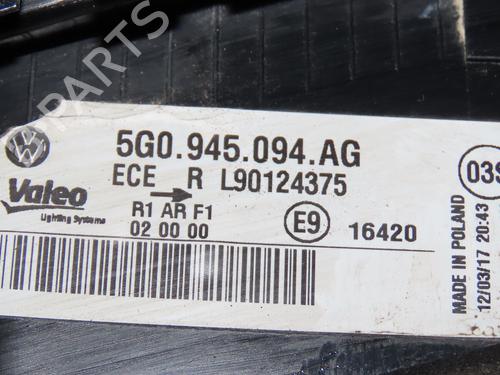 B-PARTS
5G0.945.094.AG
ECE R L90124375
Valeo
Lighting Systems
R1 AR F1
02 00 00
E9
16420
03S
MADE IN POLAND
12/03/17 20:43